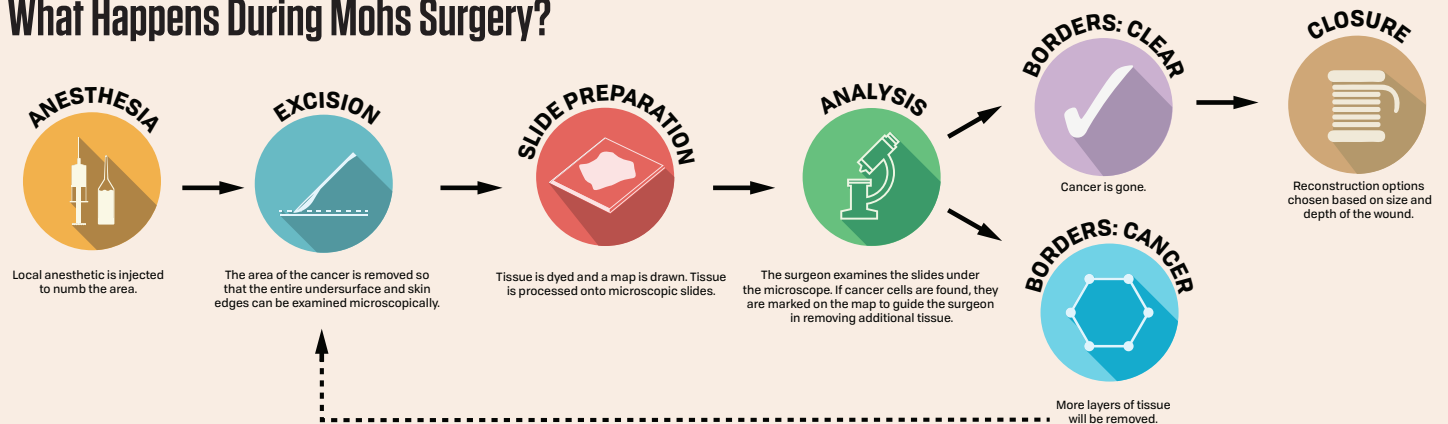 What Happens During Mohs Surgery?
ANESTHESIA
Local anesthetic is injected
to numb the area.
EXCISION
The area of the cancer is removed so
that the entire undersurface and skin
edges can be examined microscopically.
SLIDE PREPARATION
Tissue is dyed and a map is drawn. Tissue
is processed onto microscopic slides.
ANALYSIS
The surgeon examines the slides under
the microscope. If cancer cells are found, they
are marked on the map to guide the surgeon
in removing additional tissue.
BORDERS: CLEAR
Cancer is gone.
CLOSURE
Reconstruction options
chosen based on size and
depth of the wound.
BORDERS: CANCER
More layers of tissue
will be removed.